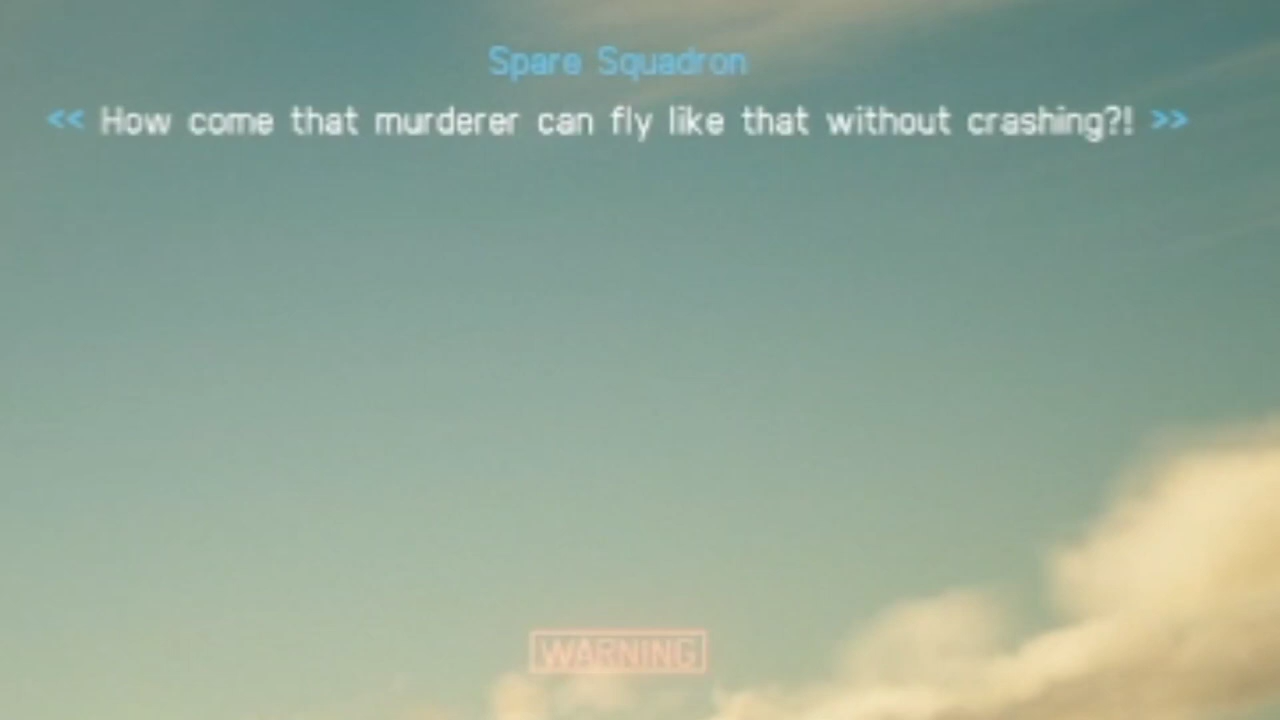 Spare Squadron
<< How come that murderer can fly like that without crashing?! >>
WARNING